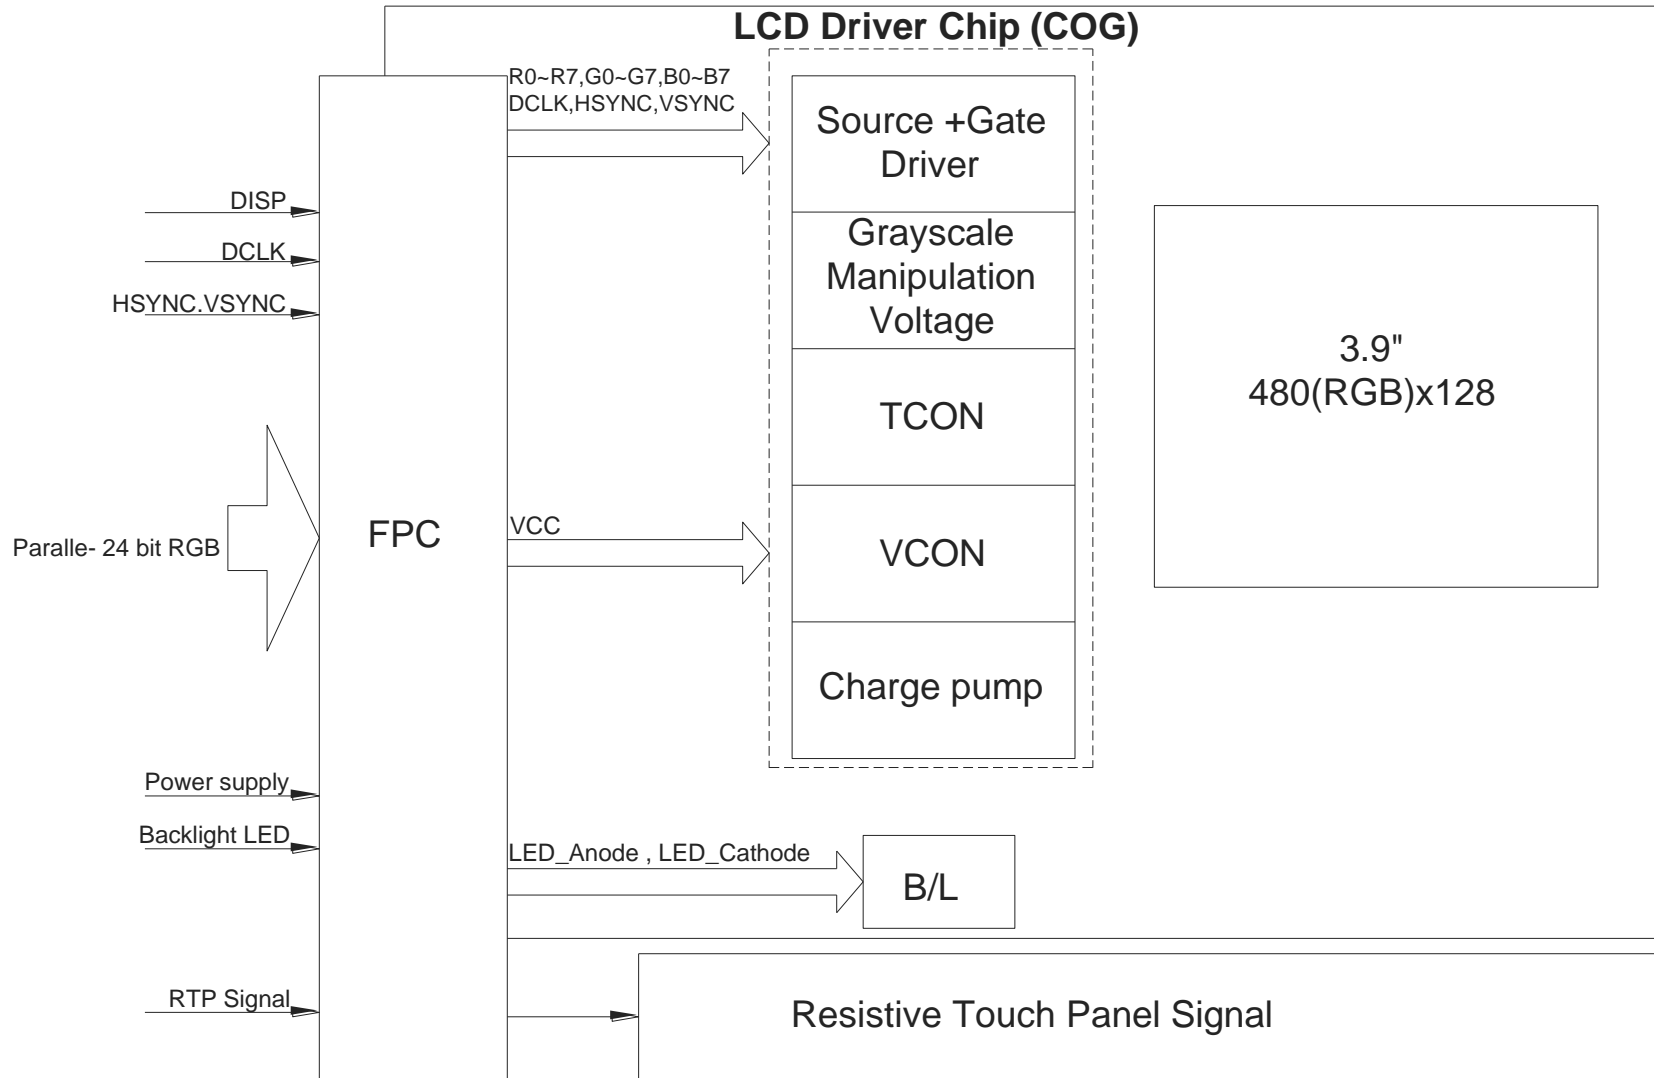 LCD Driver Chip (COG)
R0~R7,G0~G7,B0~B7
DCLK,HSYNC,VSYNC
Source +Gate
Driver
DISP
DCLK
HSYNC.VSYNC
Grayscale
Manipulation
Voltage
3.9"
480(RGB)x128
TCON
Paralle- 24 bit RGB
FPC
VCC
VCON
Charge pump
Power supply
Backlight LED
LED_Anode , LED_Cathode
B/L
RTP Signal
Resistive Touch Panel Signal